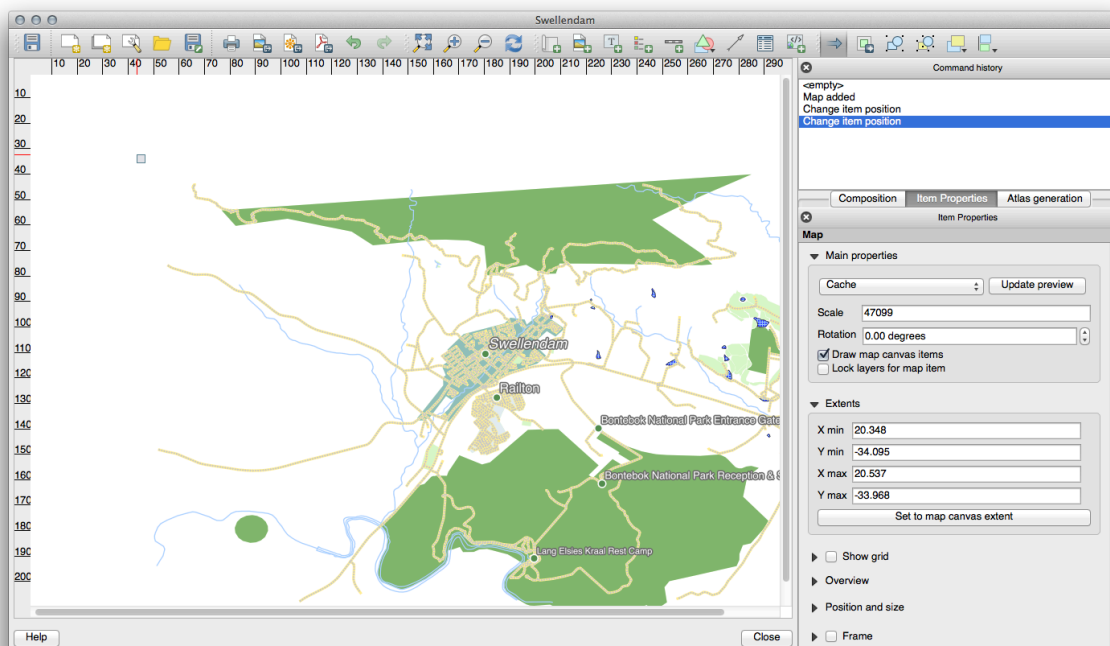 Swellendam
10 20 30 40 50 60 70 80 90 100 110 120 130 140 150 160 170 180 190 200 210 220 230 240 250 260 270 280 290
Command history
<empty>
Map added
Change item position
Change item position
Composition Item Properties Atlas generation
Item Properties
Map
Main properties
Cache Update preview
Scale 47099
Rotation 0.00 degrees
Draw map canvas items
Lock layers for map item
Extents
X min 20.348
Y min -34.095
X max 20.537
Y max -33.968
Set to map canvas extent
Show grid
Overview
Position and size
Frame
10
20
30
40
50
60
70
80
90
100
110
120
130
140
150
160
170
180
190
200
Swellendam
Railton
Bontebok National Park Entrance Gate
Bontebok National Park Reception & S
Lang Elsies Kraal Rest Camp
Help Close